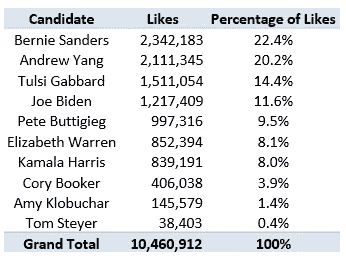 Candidate Likes Percentage of Likes
Bernie Sanders 2,342,183 22.4%
Andrew Yang 2,111,345 20.2%
Tulsi Gabbard 1,511,054 14.4%
Joe Biden 1,217,409 11.6%
Pete Buttigieg 997,316 9.5%
Elizabeth Warren 852,394 8.1%
Kamala Harris 839,191 8.0%
Cory Booker 406,038 3.9%
Amy Klobuchar 145,579 1.4%
Tom Steyer 38,403 0.4%
Grand Total 10,460,912 100%